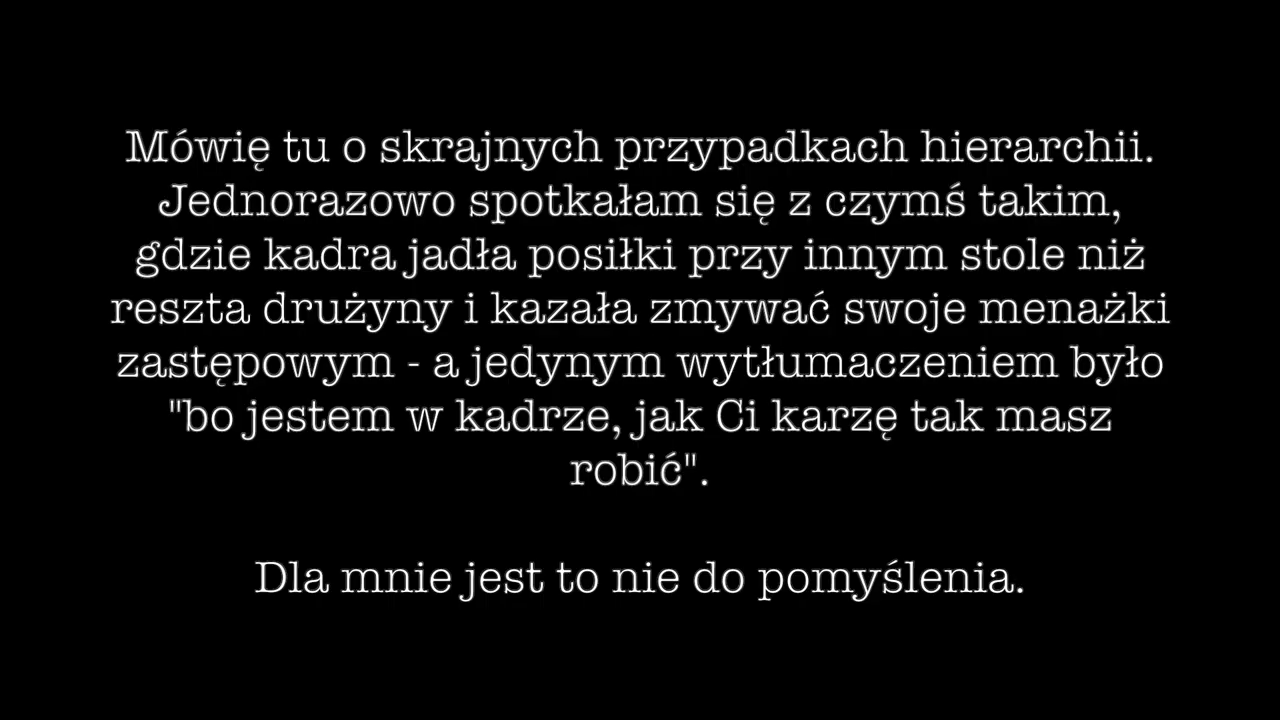 Mówię tu o skrajnych przypadkach hierarchii.
Jednorazowo spotkałam się z czymś takim,
gdzie kadra jadła posiłki przy innym stole niż
reszta drużyny i kazała zmywać swoje menażki
zastępowym - a jedynym wytłumaczeniem było
"bo jestem w kadrze, jak Ci karzę tak masz
robić".
Dla mnie jest to nie do pomyślenia.